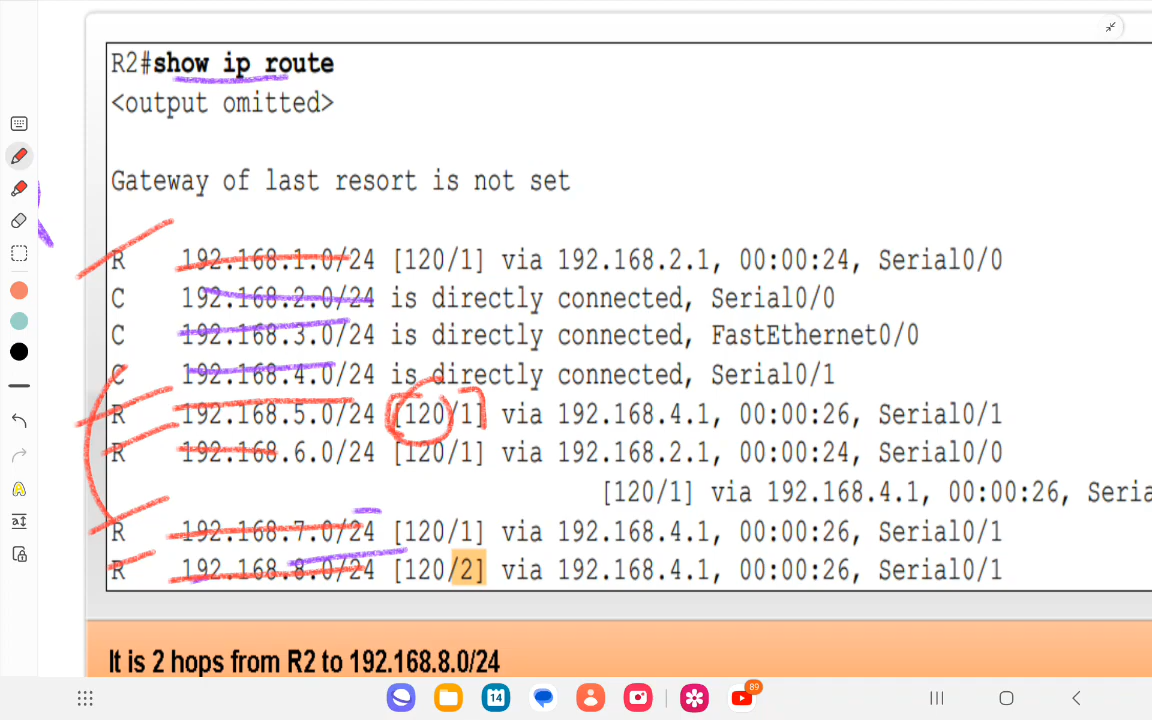 R2#show ip route
<output omitted>
Gateway of last resort is not set
R 192.168.1.0/24 [120/1] via 192.168.2.1, 00:00:24, Serial0/0
C 192.168.2.0/24 is directly connected, Serial0/0
C 192.168.3.0/24 is directly connected, FastEthernet0/0
C 192.168.4.0/24 is directly connected, Serial0/1
R 192.168.5.0/24 [120/1] via 192.168.4.1, 00:00:26, Serial0/1
R 192.168.6.0/24 [120/1] via 192.168.2.1, 00:00:24, Serial0/0
[120/1] via 192.168.4.1, 00:00:26, Seria
R 192.168.7.0/24 [120/1] via 192.168.4.1, 00:00:26, Serial0/1
R 192.168.8.0/24 [120/2] via 192.168.4.1, 00:00:26, Serial0/1
It is 2 hops from R2 to 192.168.8.0/24
14
89